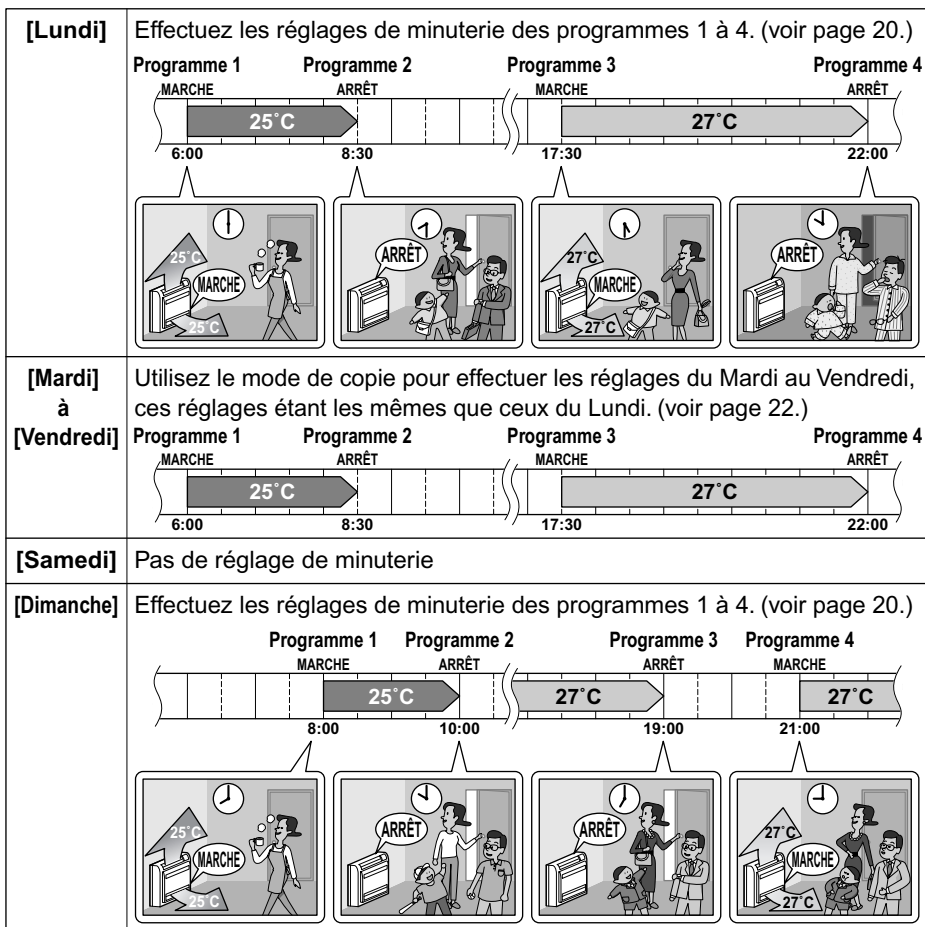 [Lundi]
Effectuez les réglages de minuterie des programmes 1 à 4. (voir page 20.)
Programme 1 Programme 2 Programme 3 Programme 4
MARCHE ARRÊT MARCHE ARRÊT
25˚C 27˚C
6:00 8:30 17:30 22:00
25˚C MARCHE 25˚C
ARRÊT
27˚C MARCHE 27˚C
ARRÊT
[Mardi]
à
[Vendredi]
Utilisez le mode de copie pour effectuer les réglages du Mardi au Vendredi,
ces réglages étant les mêmes que ceux du Lundi. (voir page 22.)
Programme 1 Programme 2 Programme 3 Programme 4
MARCHE ARRÊT MARCHE ARRÊT
25˚C 27˚C
6:00 8:30 17:30 22:00
[Samedi]
Pas de réglage de minuterie
[Dimanche]
Effectuez les réglages de minuterie des programmes 1 à 4. (voir page 20.)
Programme 1 Programme 2 Programme 3 Programme 4
MARCHE ARRÊT ARRÊT MARCHE
25˚C 27˚C 27˚C
8:00 10:00 19:00 21:00
25˚C MARCHE 25˚C
ARRÊT
ARRÊT
27˚C MARCHE 27˚C